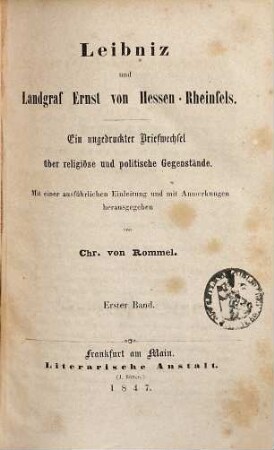 Leibniz
und
Landgraf Ernst von Hessen-Rheinfels.
Ein ungedruckter Briefwechsel
über religiöse und politische Gegenstände.
Mit einer ausführlichen Einleitung und mit Anmerkungen
herausgegeben
von
Chr. von Rommel.
Erster Band.
Frankfurt am Main.
Literarische Anstalt.
(J. Rütten.)
1847.